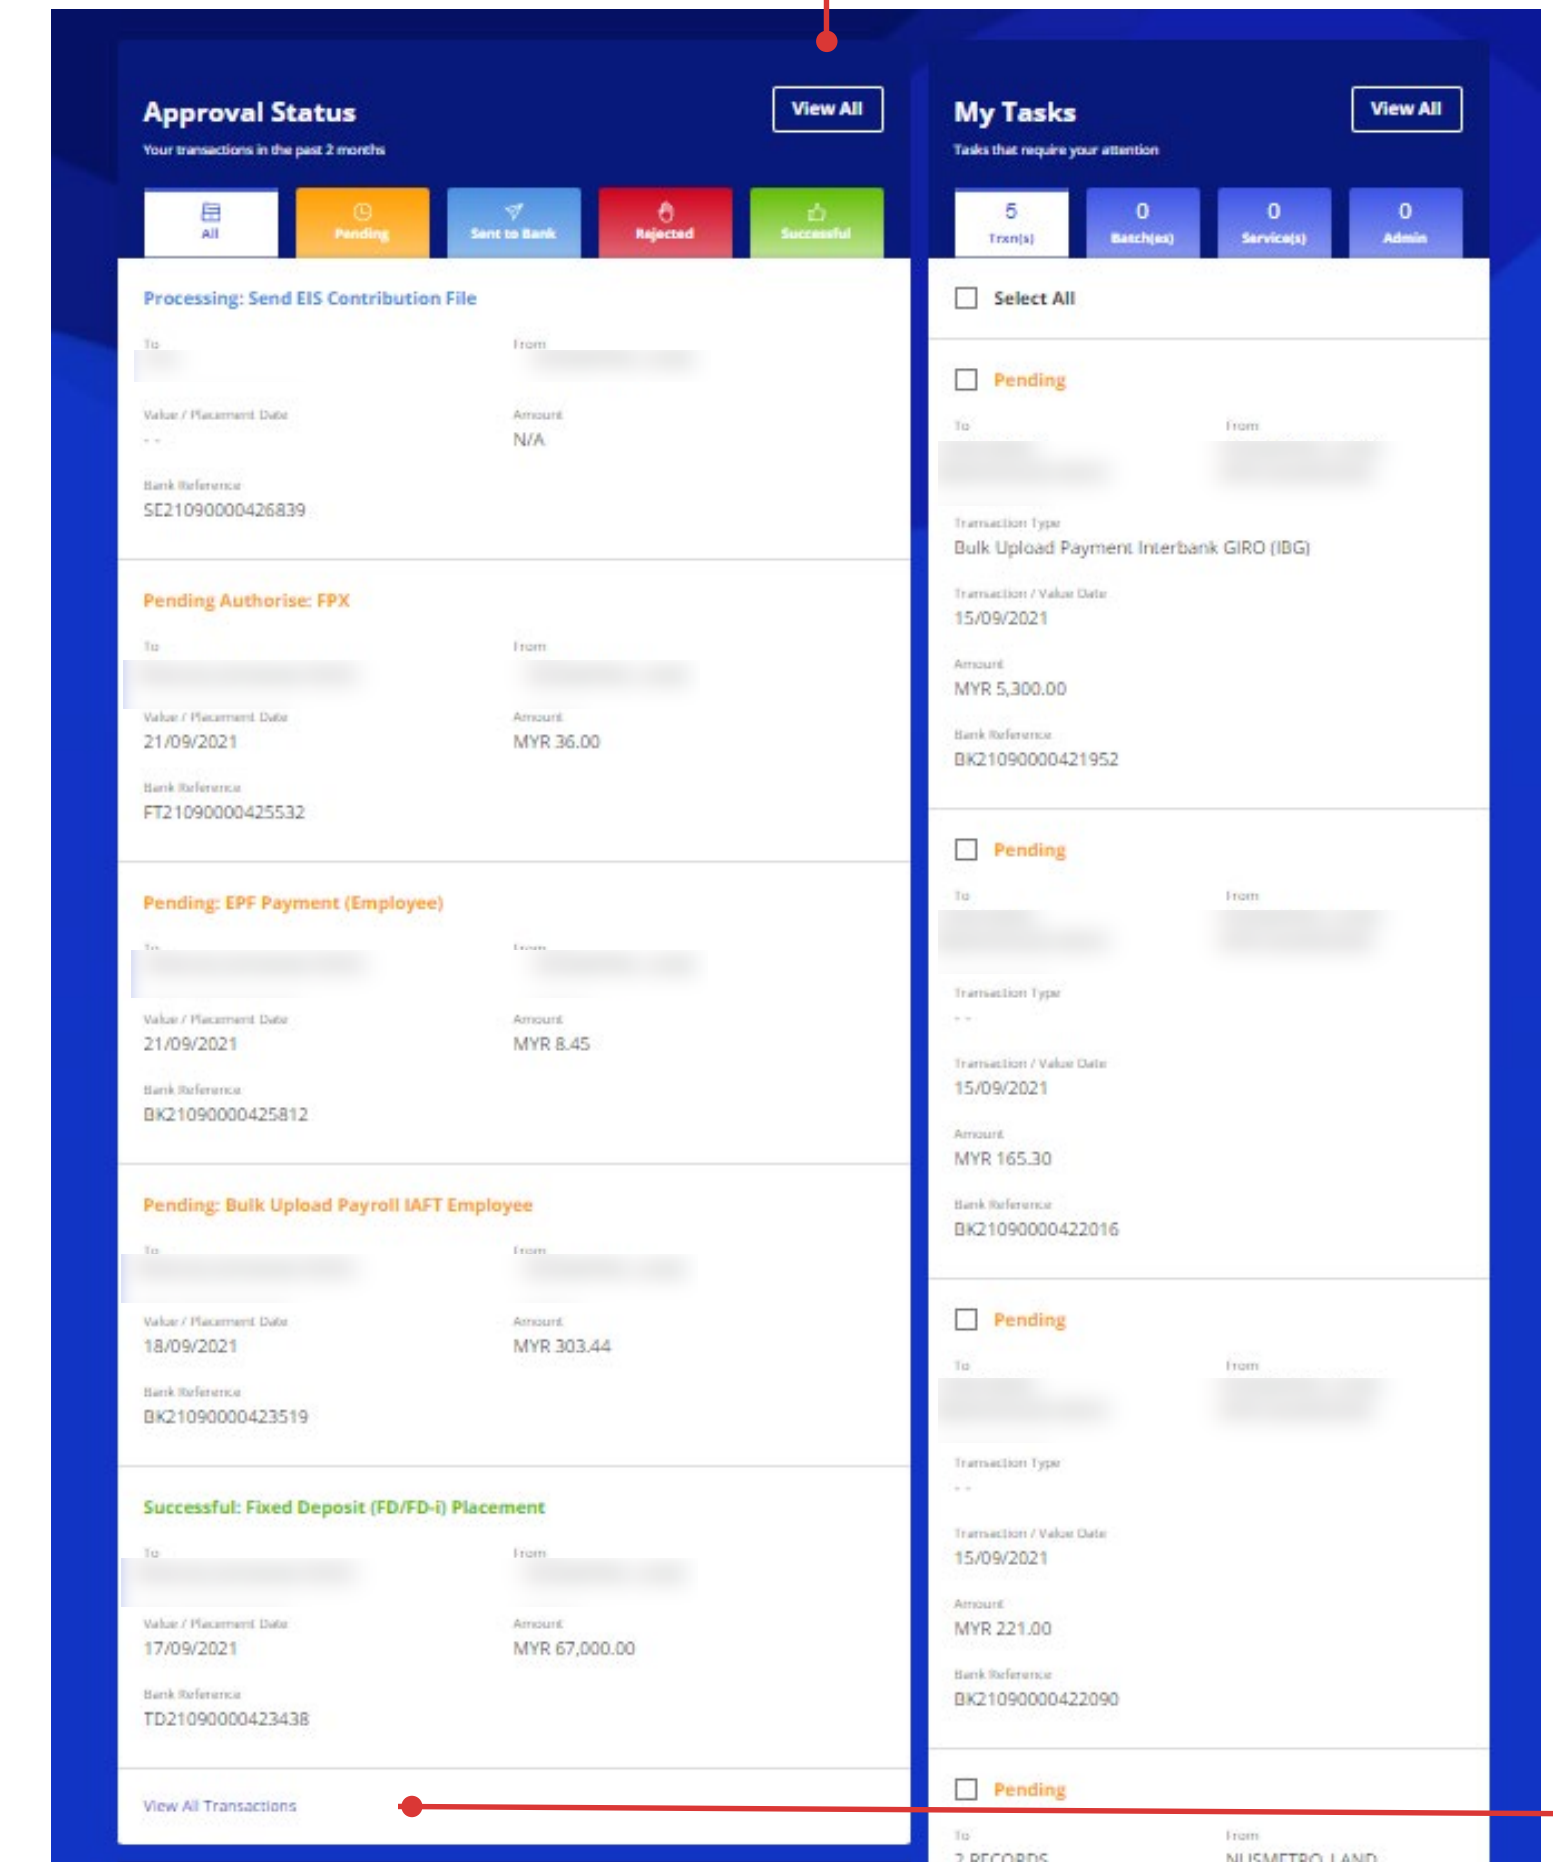 Approval Status
View All
Your transactions in the past 2 months
All
Pending
Sent to Bank
Rejected
Successful
Processing: Send EIS Contribution File
To
From
Value / Placement Date
Amount
- -
N/A
Bank Reference
SE21090000426839
Pending Authorise: FPX
To
From
Value / Placement Date
Amount
21/09/2021
MYR 36.00
Bank Reference
FT21090000425532
Pending: EPF Payment (Employee)
To
From
Value / Placement Date
Amount
21/09/2021
MYR 8.45
Bank Reference
BK21090000425812
Pending: Bulk Upload Payroll IAFT Employee
To
From
Value / Placement Date
Amount
18/09/2021
MYR 303.44
Bank Reference
BK21090000423519
Successful: Fixed Deposit (FD/FD-i) Placement
To
From
Value / Placement Date
Amount
17/09/2021
MYR 67,000.00
Bank Reference
TD21090000423438
View All Transactions
My Tasks
View All
Tasks that require your attention
5
Trxn(s)
0
Batch(es)
0
Service(s)
0
Admin
Select All
Pending
To
From
Transaction Type
Bulk Upload Payment Interbank GIRO (IBG)
Transaction / Value Date
15/09/2021
Amount
MYR 5,300.00
Bank Reference
BK21090000421952
Pending
To
From
Transaction Type
- -
Transaction / Value Date
15/09/2021
Amount
MYR 165.30
Bank Reference
BK21090000422016
Pending
To
From
Transaction Type
- -
Transaction / Value Date
15/09/2021
Amount
MYR 221.00
Bank Reference
BK21090000422090
Pending
To
From
2 RECORDS